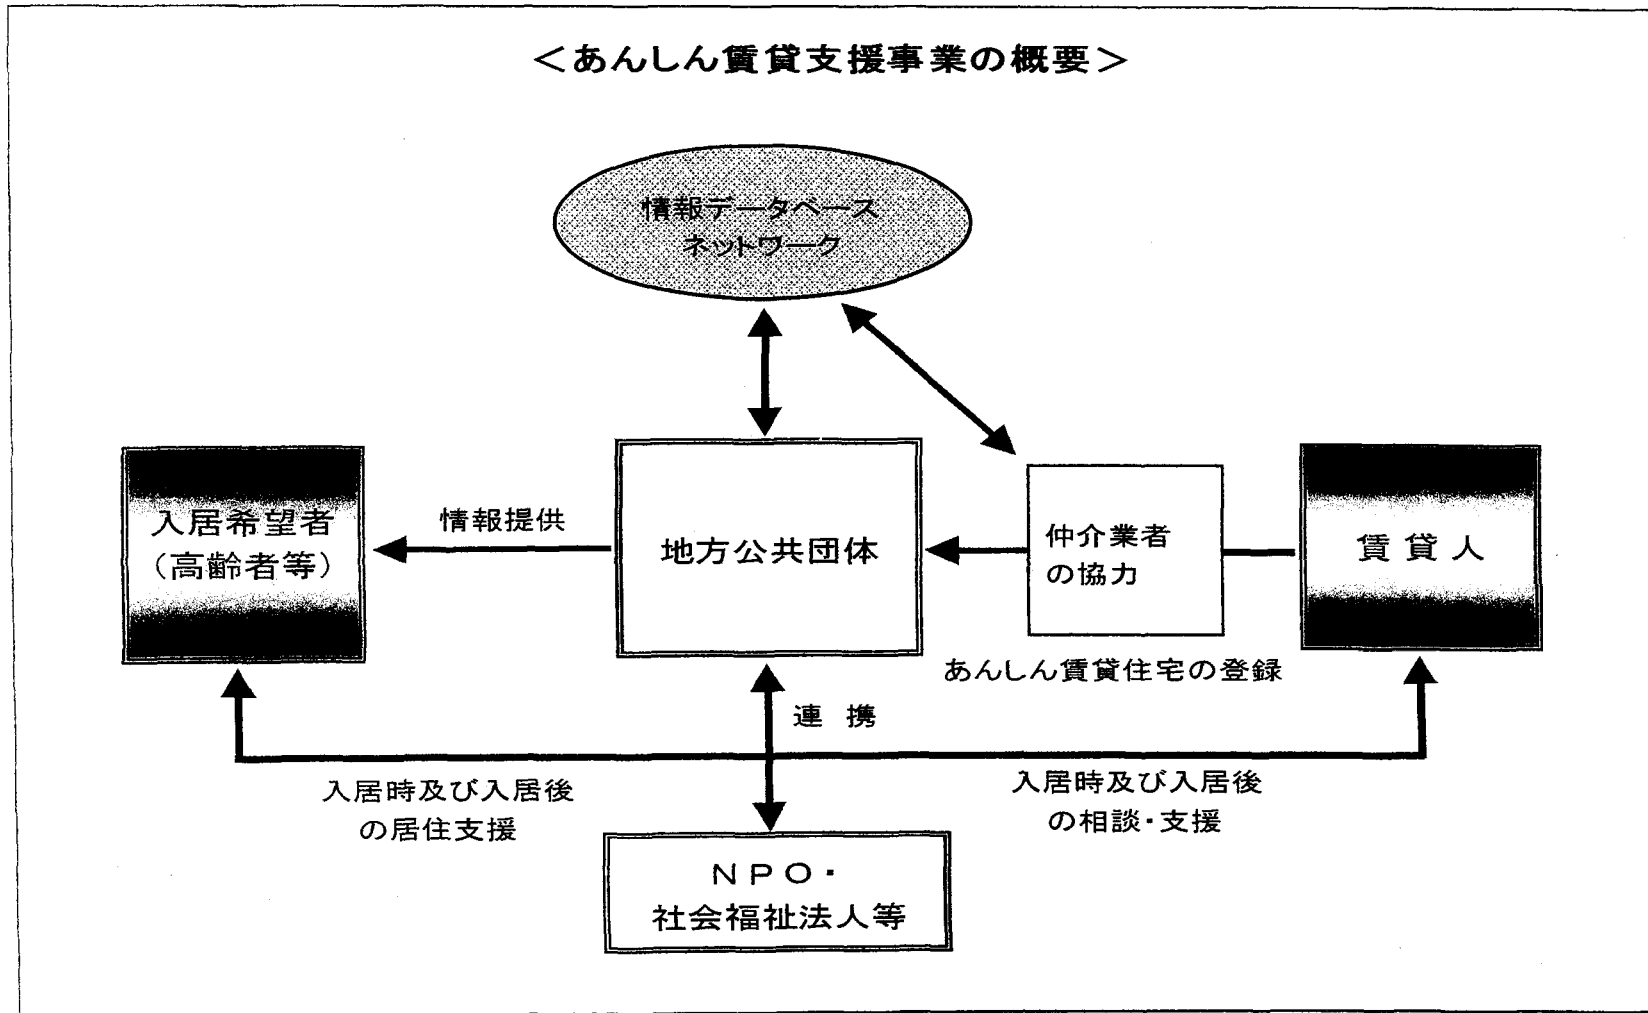 ＜あんしん賃貸支援事業の概要＞
情報データベース
ネットワーク
入居希望者
（高齢者等）
情報提供
地方公共団体
仲介業者
の協力
賃貸人
あんしん賃貸住宅の登録
連携
入居時及び入居後
の居住支援
入居時及び入居後
の相談・支援
NPO・
社会福祉法人等